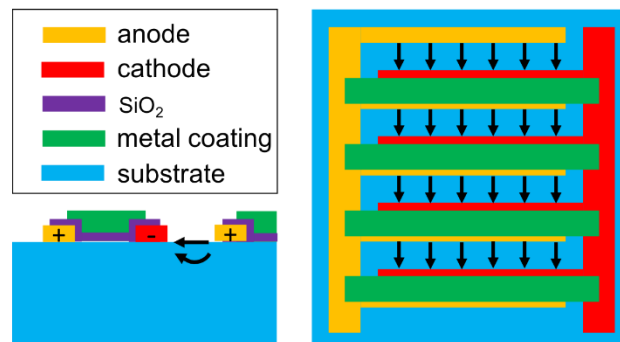 anode
cathode
SiO₂
metal coating
substrate
+ - +